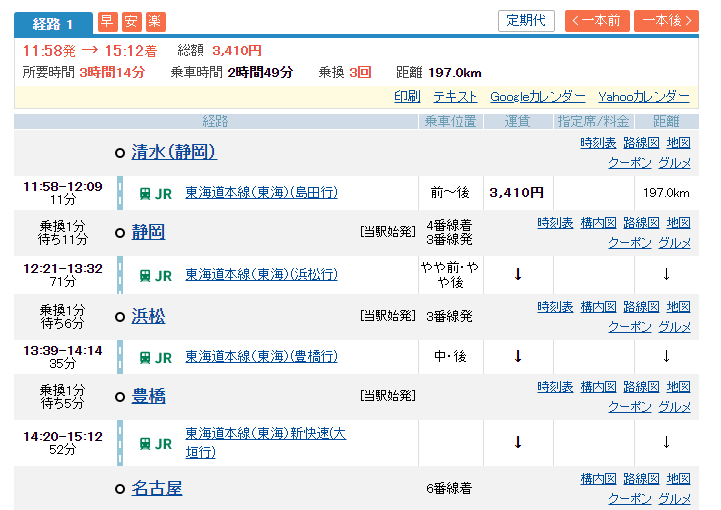 経路 1 早 安 楽 定期代 <一本前 一本後>
11:58発 → 15:12着 総額 3,410円
所要時間 3時間14分 乗車時間 2時間49分 乗換 3回 距離 197.0km
印刷 テキスト Googleカレンダー Yahooカレンダー
経路 乗車位置 運賃 指定席/料金 距離
清水(静岡) 時刻表 路線図 地図
クーポン グルメ
11:58-12:09 JR 東海道本線(東海)(島田行) 前〜後 3,410円 197.0km
11分
乗換1分 静岡 [当駅始発] 4番線着 時刻表 構内図 路線図 地図
待ち11分 3番線発 クーポン グルメ
12:21-13:32 JR 東海道本線(東海)(浜松行) やや前・や ↓ ↓
71分 や後
乗換1分 浜松 [当駅始発] 3番線発 時刻表 構内図 路線図 地図
待ち6分 クーポン グルメ
13:39-14:14 JR 東海道本線(東海)(豊橋行) 中・後 ↓ ↓
35分
乗換1分 豊橋 [当駅始発] 時刻表 構内図 路線図 地図
待ち5分 クーポン グルメ
14:20-15:12 JR 東海道本線(東海)新快速(大 ↓ ↓
52分 垣行)
名古屋 6番線着 構内図 路線図 地図
クーポン グルメ